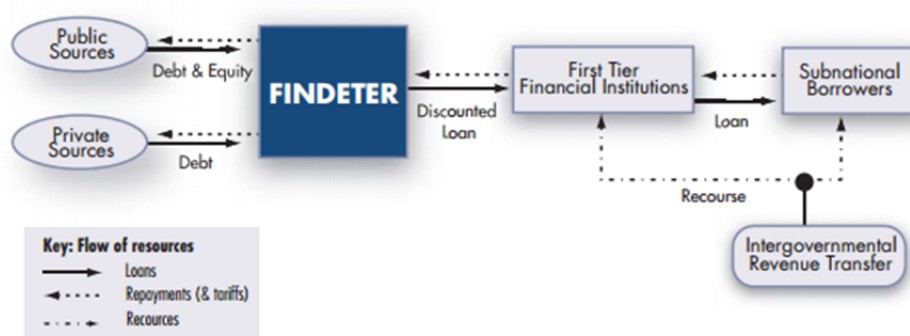 Public
Sources
Debt & Equity
FINDETER
Private
Sources
Debt
Discounted
Loan
First Tier
Financial Institutions
Loan
Subnational
Borrowers
Recourse
Intergovernmental
Revenue Transfer
Key: Flow of resources
Loans
Repayments (& tariffs)
Recources